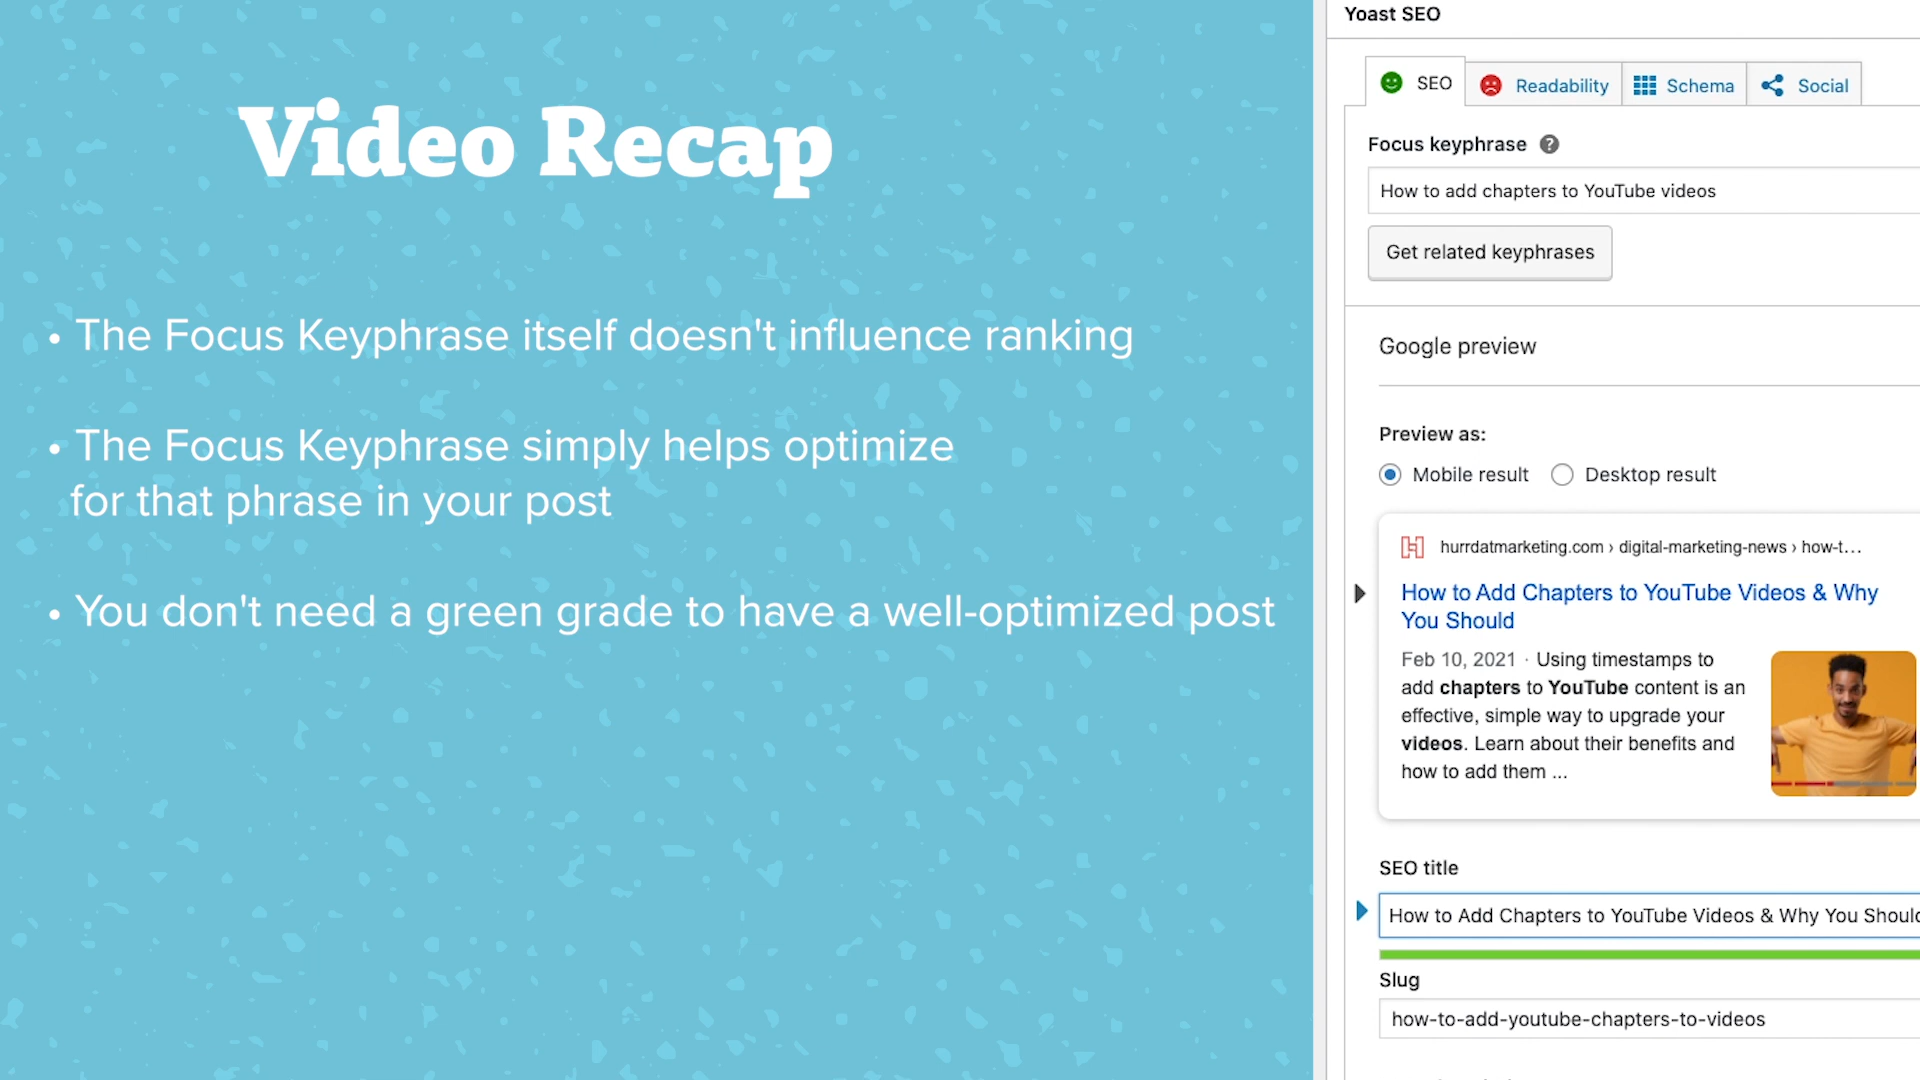 Video Recap
• The Focus Keyphrase itself doesn't influence ranking
• The Focus Keyphrase simply helps optimize
for that phrase in your post
• You don't need a green grade to have a well-optimized post
Yoast SEO
SEO
Readability
Schema
Social
Focus keyphrase ?
How to add chapters to YouTube videos
Get related keyphrases
Google preview
Preview as:
Mobile result
Desktop result
hurrdatmarketing.com › digital-marketing-news › how-t...
How to Add Chapters to YouTube Videos & Why
You Should
Feb 10, 2021 · Using timestamps to
add chapters to YouTube content is an
effective, simple way to upgrade your
videos. Learn about their benefits and
how to add them ...
SEO title
How to Add Chapters to YouTube Videos & Why You Should
Slug
how-to-add-youtube-chapters-to-videos